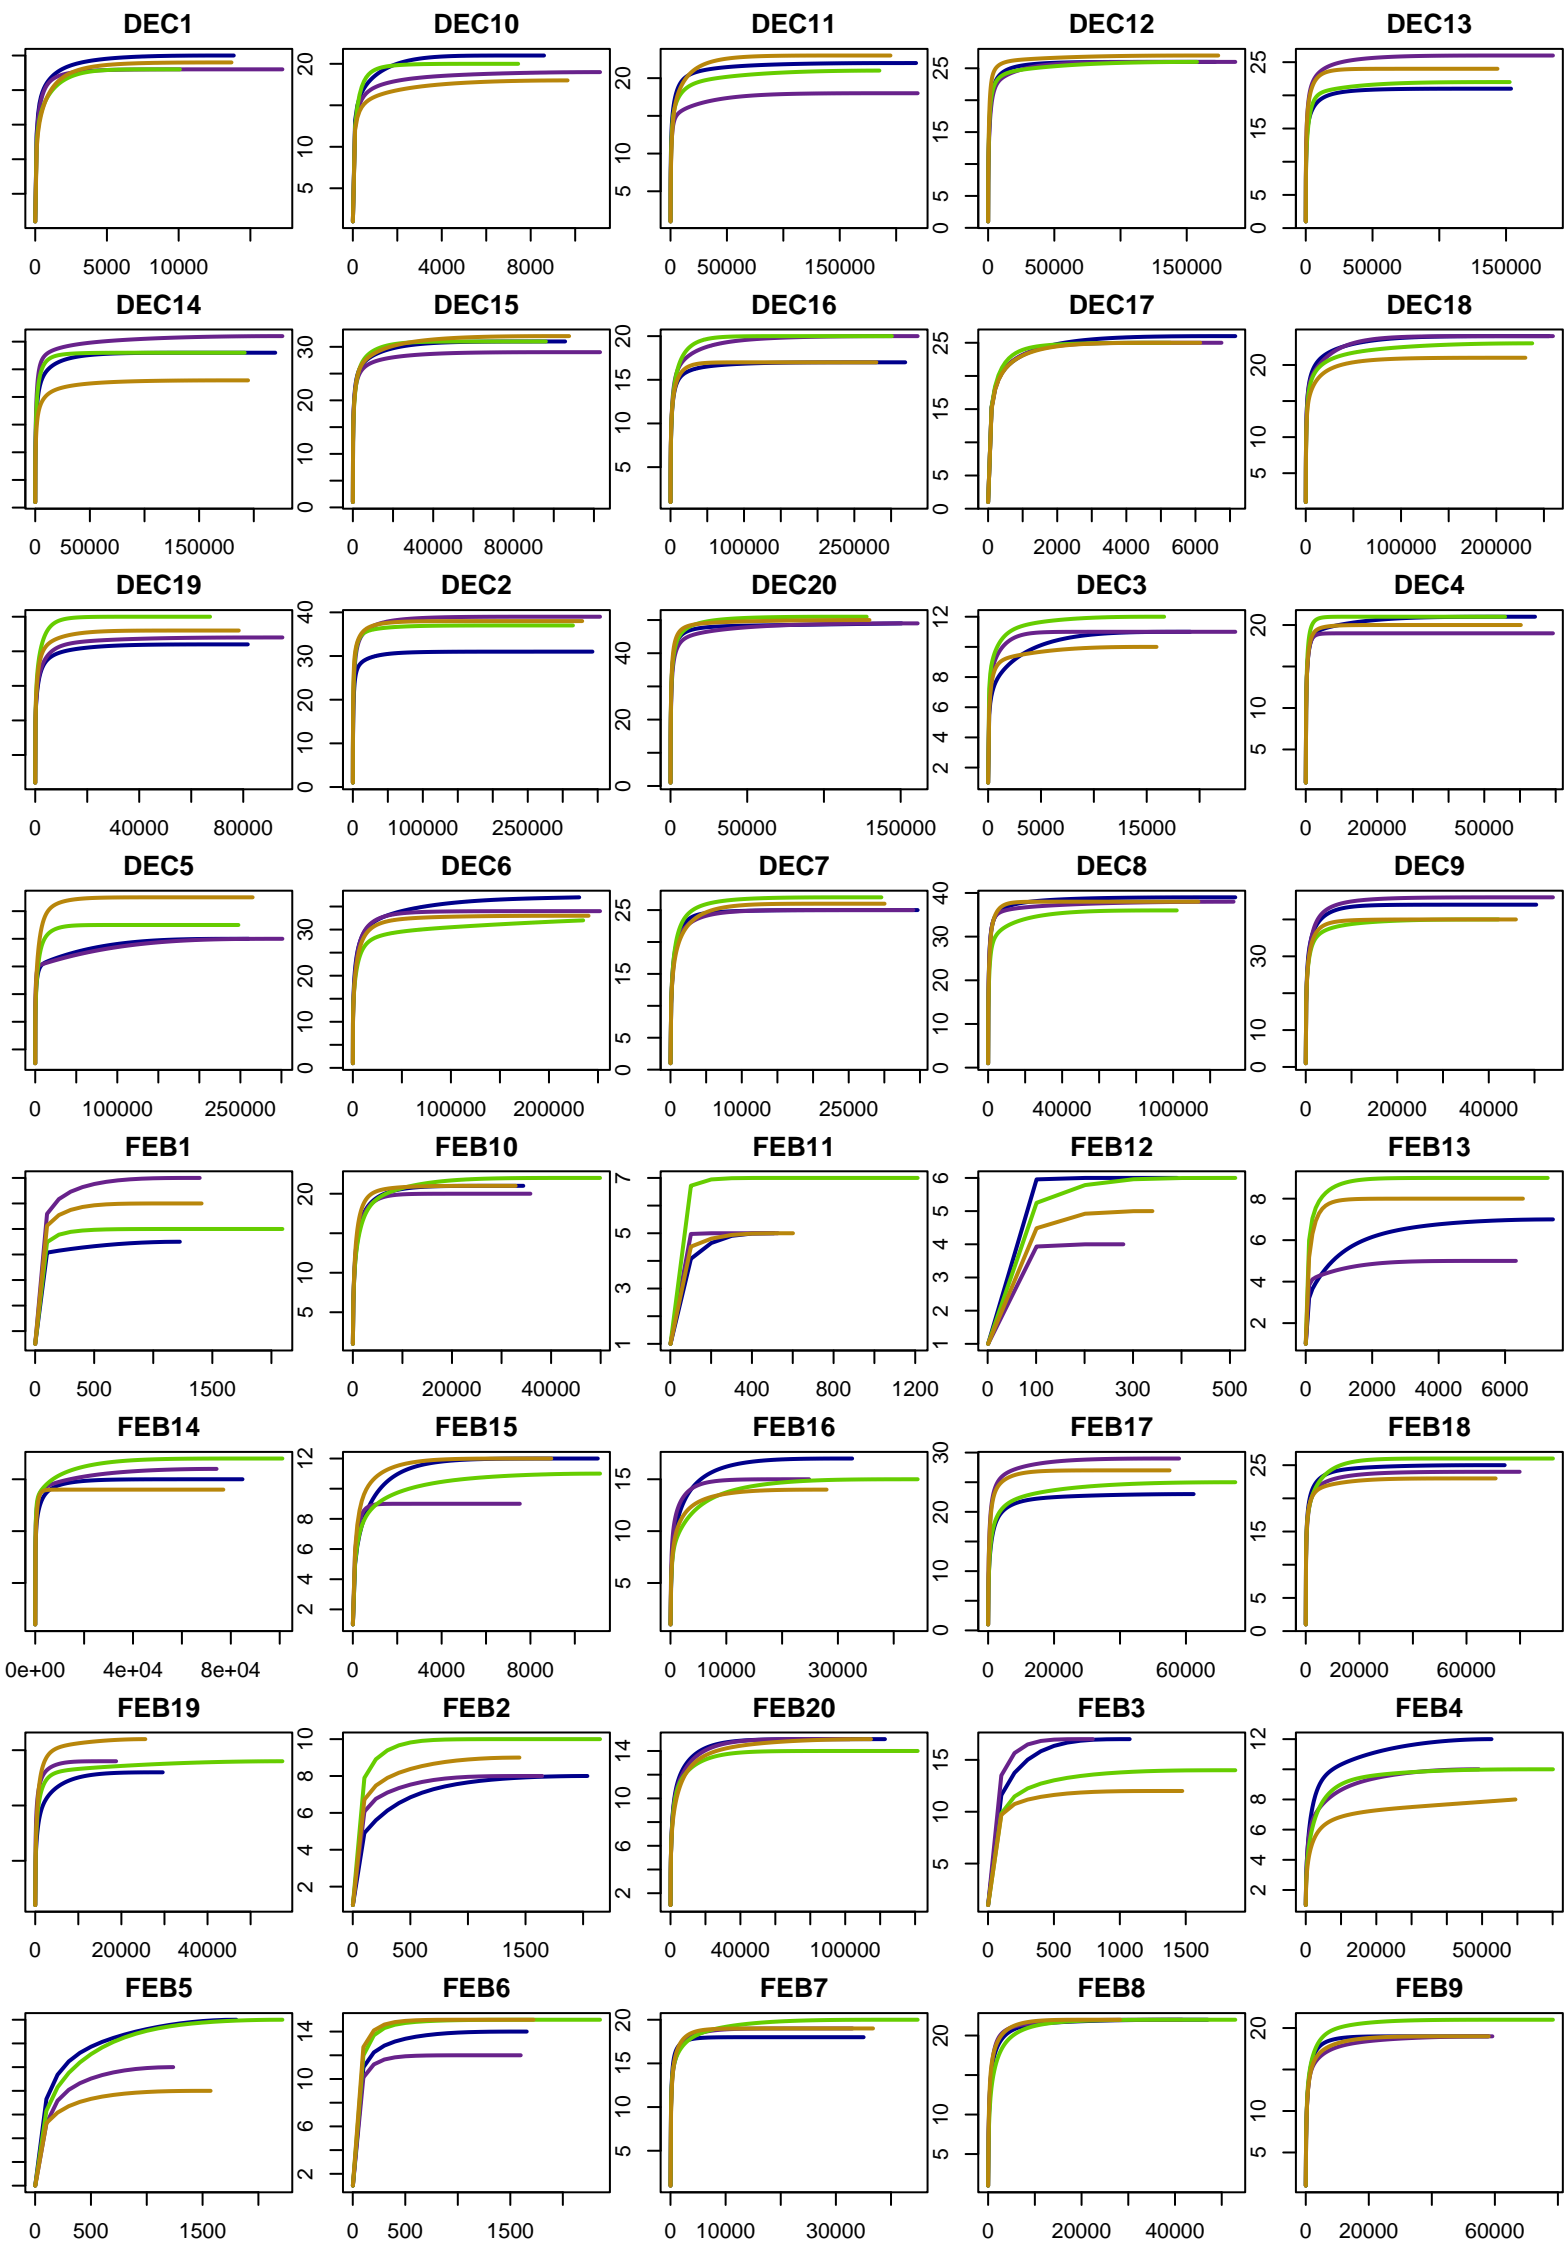 DEC1 DEC10 DEC11 DEC12 DEC13
5 10 20
5 10 20
0 5 15 25
0 5 15 25
0 5000 10000 0 4000 8000 0 50000 150000 0 50000 150000 0 50000 150000
DEC14 DEC15 DEC16 DEC17 DEC18
0 10 20 30
5 10 15 20
0 5 15 25
5 10 20
0 50000 150000 0 40000 80000 0 100000 250000 0 2000 4000 6000 0 100000 200000
DEC19 DEC2 DEC20 DEC3 DEC4
0 10 20 30 40
0 20 40
2 4 6 8 12
5 10 20
0 40000 80000 0 100000 250000 0 50000 150000 0 5000 15000 0 20000 50000
DEC5 DEC6 DEC7 DEC8 DEC9
0 10 20 30
0 5 15 25
0 10 20 30 40
0 10 30
0 100000 250000 0 100000 200000 0 10000 25000 0 40000 100000 0 20000 40000
FEB1 FEB10 FEB11 FEB12 FEB13
5 10 20
1 3 5 7
1 2 3 4 5 6
2 4 6 8
0 500 1500 0 20000 40000 0 400 800 1200 0 100 300 500 0 2000 4000 6000
FEB14 FEB15 FEB16 FEB17 FEB18
2 4 6 8 12
5 10 15
0 10 20 30
0 5 15 25
0e+00 4e+04 8e+04 0 4000 8000 0 10000 30000 0 20000 60000 0 20000 60000
FEB19 FEB2 FEB20 FEB3 FEB4
2 4 6 8 10
2 6 10 14
5 10 15
2 4 6 8 12
0 20000 40000 0 500 1500 0 40000 100000 0 500 1000 1500 0 20000 50000
FEB5 FEB6 FEB7 FEB8 FEB9
2 6 10 14
5 10 15 20
5 10 20
5 10 20
0 500 1500 0 500 1500 0 10000 30000 0 20000 40000 0 20000 60000